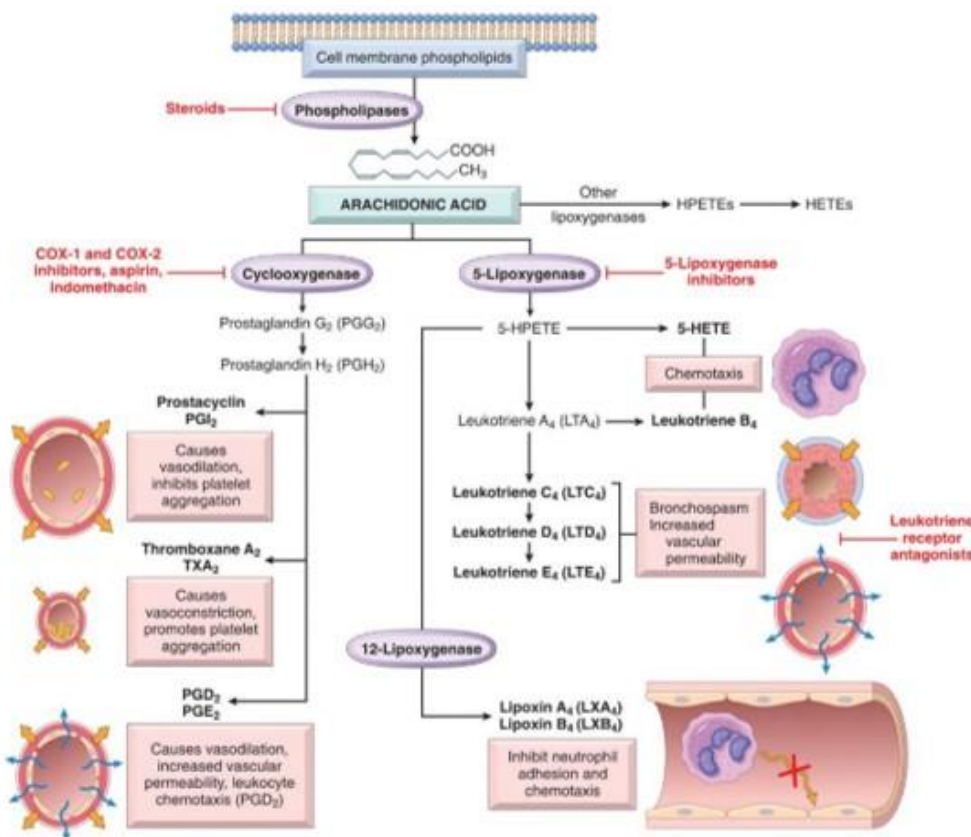 Cell membrane phospholipids
Steroids
Phospholipases
COOH
CH₃
ARACHIDONIC ACID
Other
lipoxygenases
HPETEs
HETEs
COX-1 and COX-2
inhibitors, aspirin,
indomethacin
Cyclooxygenase
5-Lipoxygenase
5-Lipoxygenase
inhibitors
Prostaglandin G₂ (PGG₂)
Prostaglandin H₂ (PGH₂)
5-HPETE
5-HETE
Chemotaxis
Leukotriene A₄ (LTA₄)
Leukotriene B₄
Prostacyclin
PGI₂
Causes
vasodilation,
inhibits platelet
aggregation
Leukotriene C₄ (LTC₄)
Leukotriene D₄ (LTD₄)
Leukotriene E₄ (LTE₄)
Bronchospasm
Increased
vascular
permeability
Leukotriene
receptor
antagonists
Thromboxane A₂
TXA₂
Causes
vasoconstriction,
promotes platelet
aggregation
12-Lipoxygenase
PGD₂
PGE₂
Causes vasodilation,
increased vascular
permeability, leukocyte
chemotaxis (PGD₂)
Lipoxin A₄ (LXA₄)
Lipoxin B₄ (LXB₄)
Inhibit neutrophil
adhesion and
chemotaxis